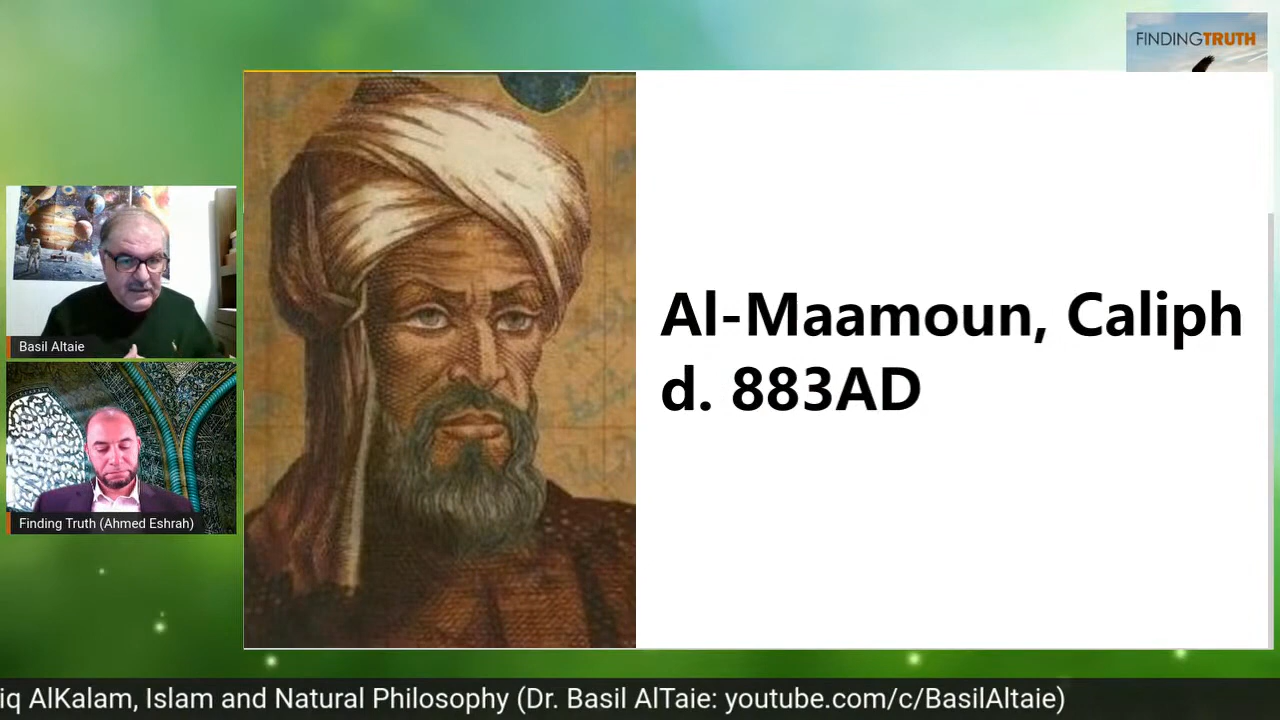 FINDINGTRUTH
Al-Maamoun, Caliph
d. 883AD
Basil Altaie
Finding Truth (Ahmed Eshrah)
iq AlKalam, Islam and Natural Philosophy (Dr. Basil AlTaie: youtube.com/c/BasilAltaie)